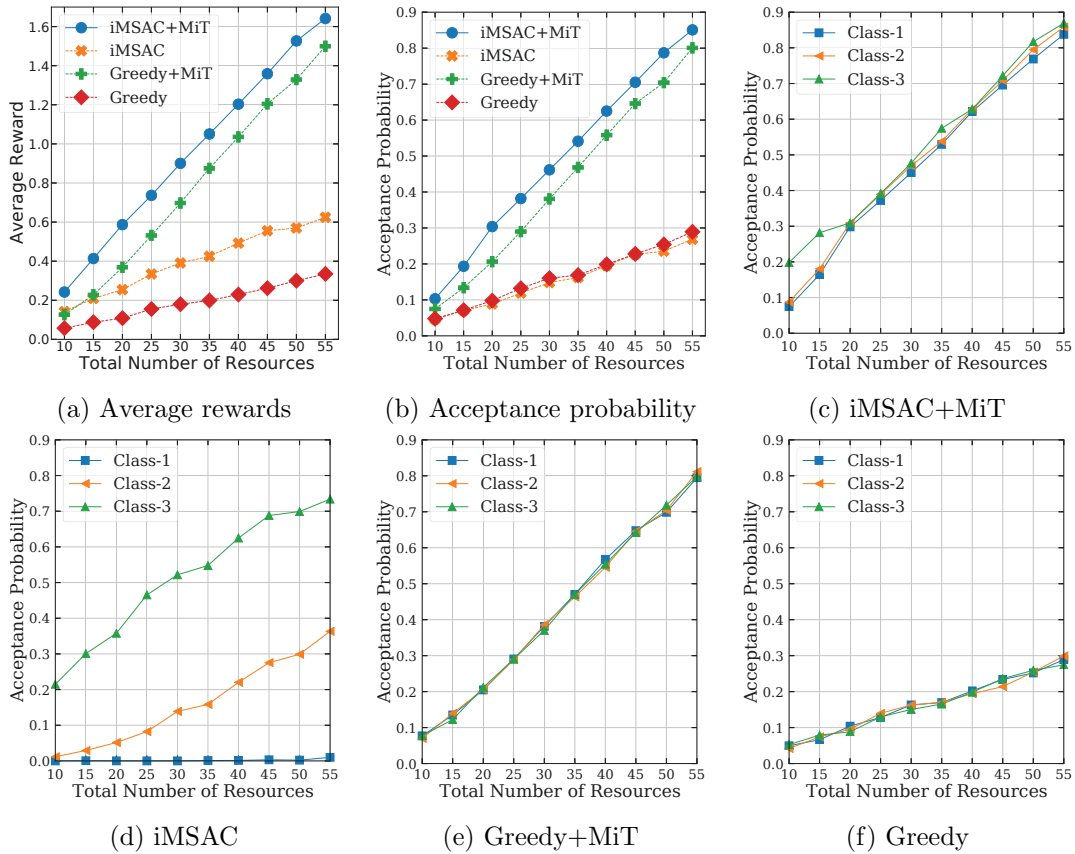 Average Reward
1.6
1.4
1.2
1.0
0.8
0.6
0.4
0.2
0.0
iMSAC+MiT
iMSAC
Greedy+MiT
Greedy
10 15 20 25 30 35 40 45 50 55
Total Number of Resources
(a) Average rewards
Acceptance Probability
0.9
0.8
0.7
0.6
0.5
0.4
0.3
0.2
0.1
0.0
iMSAC+MiT
iMSAC
Greedy+MiT
Greedy
10 15 20 25 30 35 40 45 50 55
Total Number of Resources
(b) Acceptance probability
Acceptance Probability
0.9
0.8
0.7
0.6
0.5
0.4
0.3
0.2
0.1
0.0
Class-1
Class-2
Class-3
10 15 20 25 30 35 40 45 50 55
Total Number of Resources
(c) iMSAC+MiT
Acceptance Probability
0.9
0.8
0.7
0.6
0.5
0.4
0.3
0.2
0.1
0.0
Class-1
Class-2
Class-3
10 15 20 25 30 35 40 45 50 55
Total Number of Resources
(d) iMSAC
Acceptance Probability
0.9
0.8
0.7
0.6
0.5
0.4
0.3
0.2
0.1
0.0
Class-1
Class-2
Class-3
10 15 20 25 30 35 40 45 50 55
Total Number of Resources
(e) Greedy+MiT
Acceptance Probability
0.9
0.8
0.7
0.6
0.5
0.4
0.3
0.2
0.1
0.0
Class-1
Class-2
Class-3
10 15 20 25 30 35 40 45 50 55
Total Number of Resources
(f) Greedy